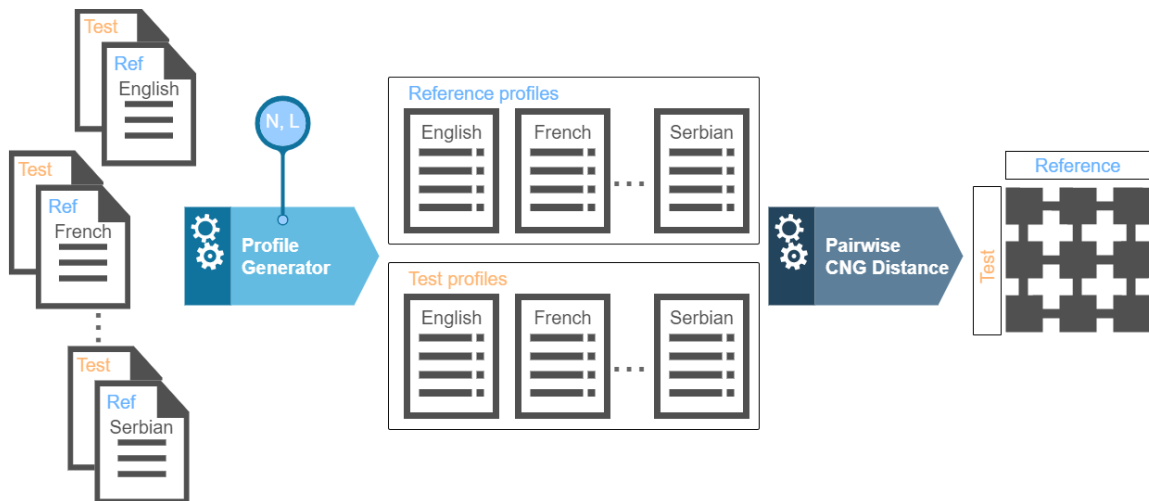 Test
Ref
English
Test
Ref
French
Test
Ref
Serbian
N, L
Profile
Generator
Reference profiles
English
French
...
Serbian
Test profiles
English
French
...
Serbian
Pairwise
CNG Distance
Reference
Test